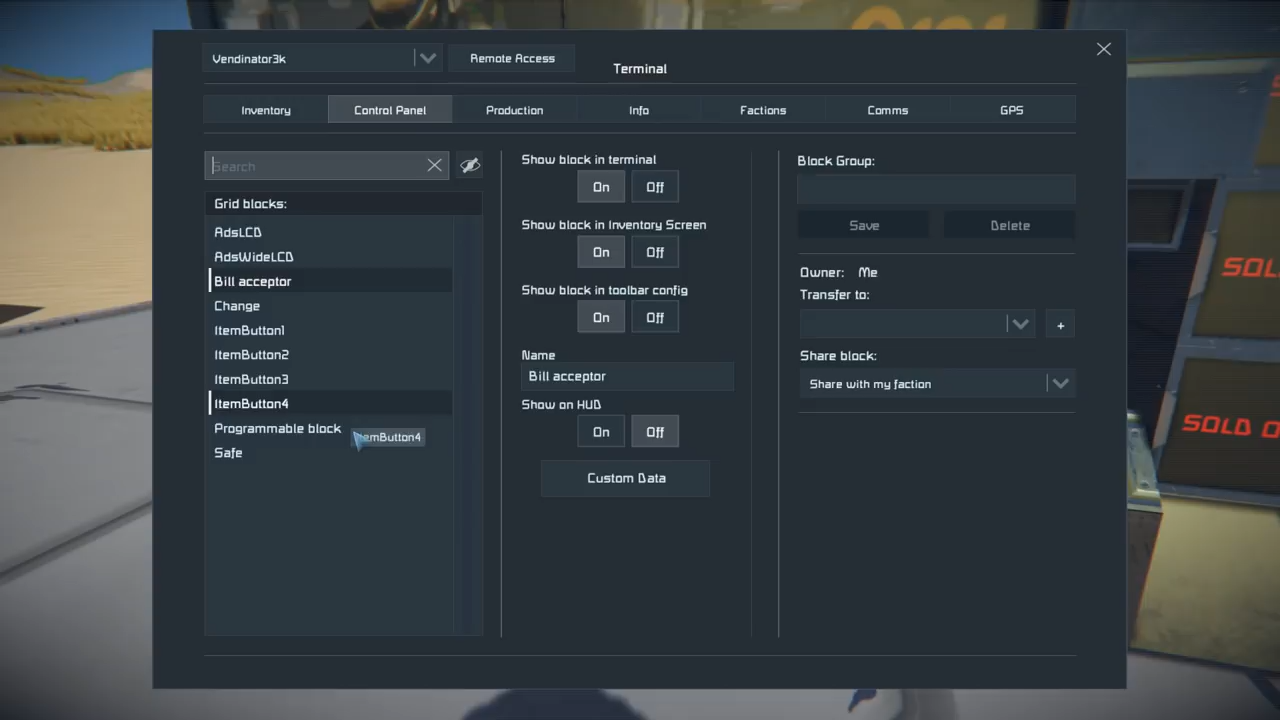 Vendinator3k
Remote Access
Terminal
Inventory
Control Panel
Production
Info
Factions
Comms
GPS
Search
Grid blocks:
AdsLCD
AdsWideLCD
Bill acceptor
Change
ItemButton1
ItemButton2
ItemButton3
ItemButton4
Programmable block
Safe
ItemButton4
Show block in terminal
On Off
Show block in Inventory Screen
On Off
Show block in toolbar config
On Off
Name
Bill acceptor
Show on HUD
On Off
Custom Data
Block Group:
Save Delete
Owner: Me
Transfer to:
+
Share block:
Share with my faction
SOL
SOLD O